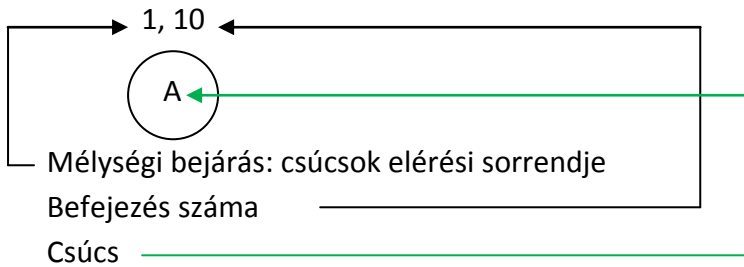 1, 10
A
Mélységi bejárás: csúcsok elérési sorrendje
Befejezés száma
Csúcs